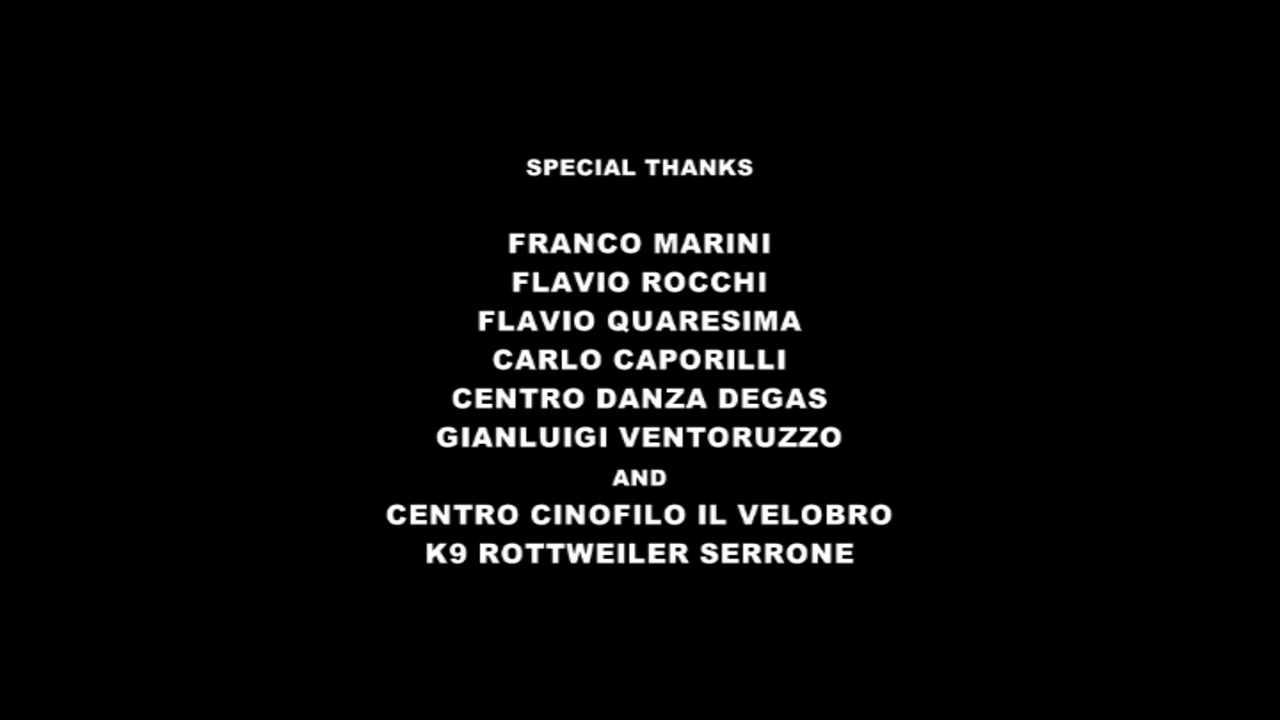 SPECIAL THANKS
FRANCO MARINI
FLAVIO ROCCHI
FLAVIO QUARESIMA
CARLO CAPORILLI
CENTRO DANZA DEGAS
GIANLUIGI VENTORUZZO
AND
CENTRO CINOFILO IL VELOBRO
K9 ROTTWEILER SERRONE